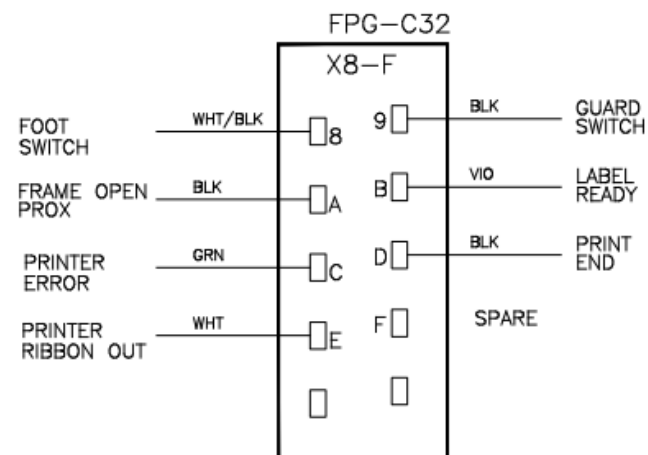 FPG-C32
X8-F
FOOT
SWITCH
WHT/BLK
8
9
BLK
GUARD
SWITCH
FRAME OPEN
PROX
BLK
A
B
VIO
LABEL
READY
PRINTER
ERROR
GRN
C
D
BLK
PRINT
END
PRINTER
RIBBON OUT
WHT
E
F
SPARE